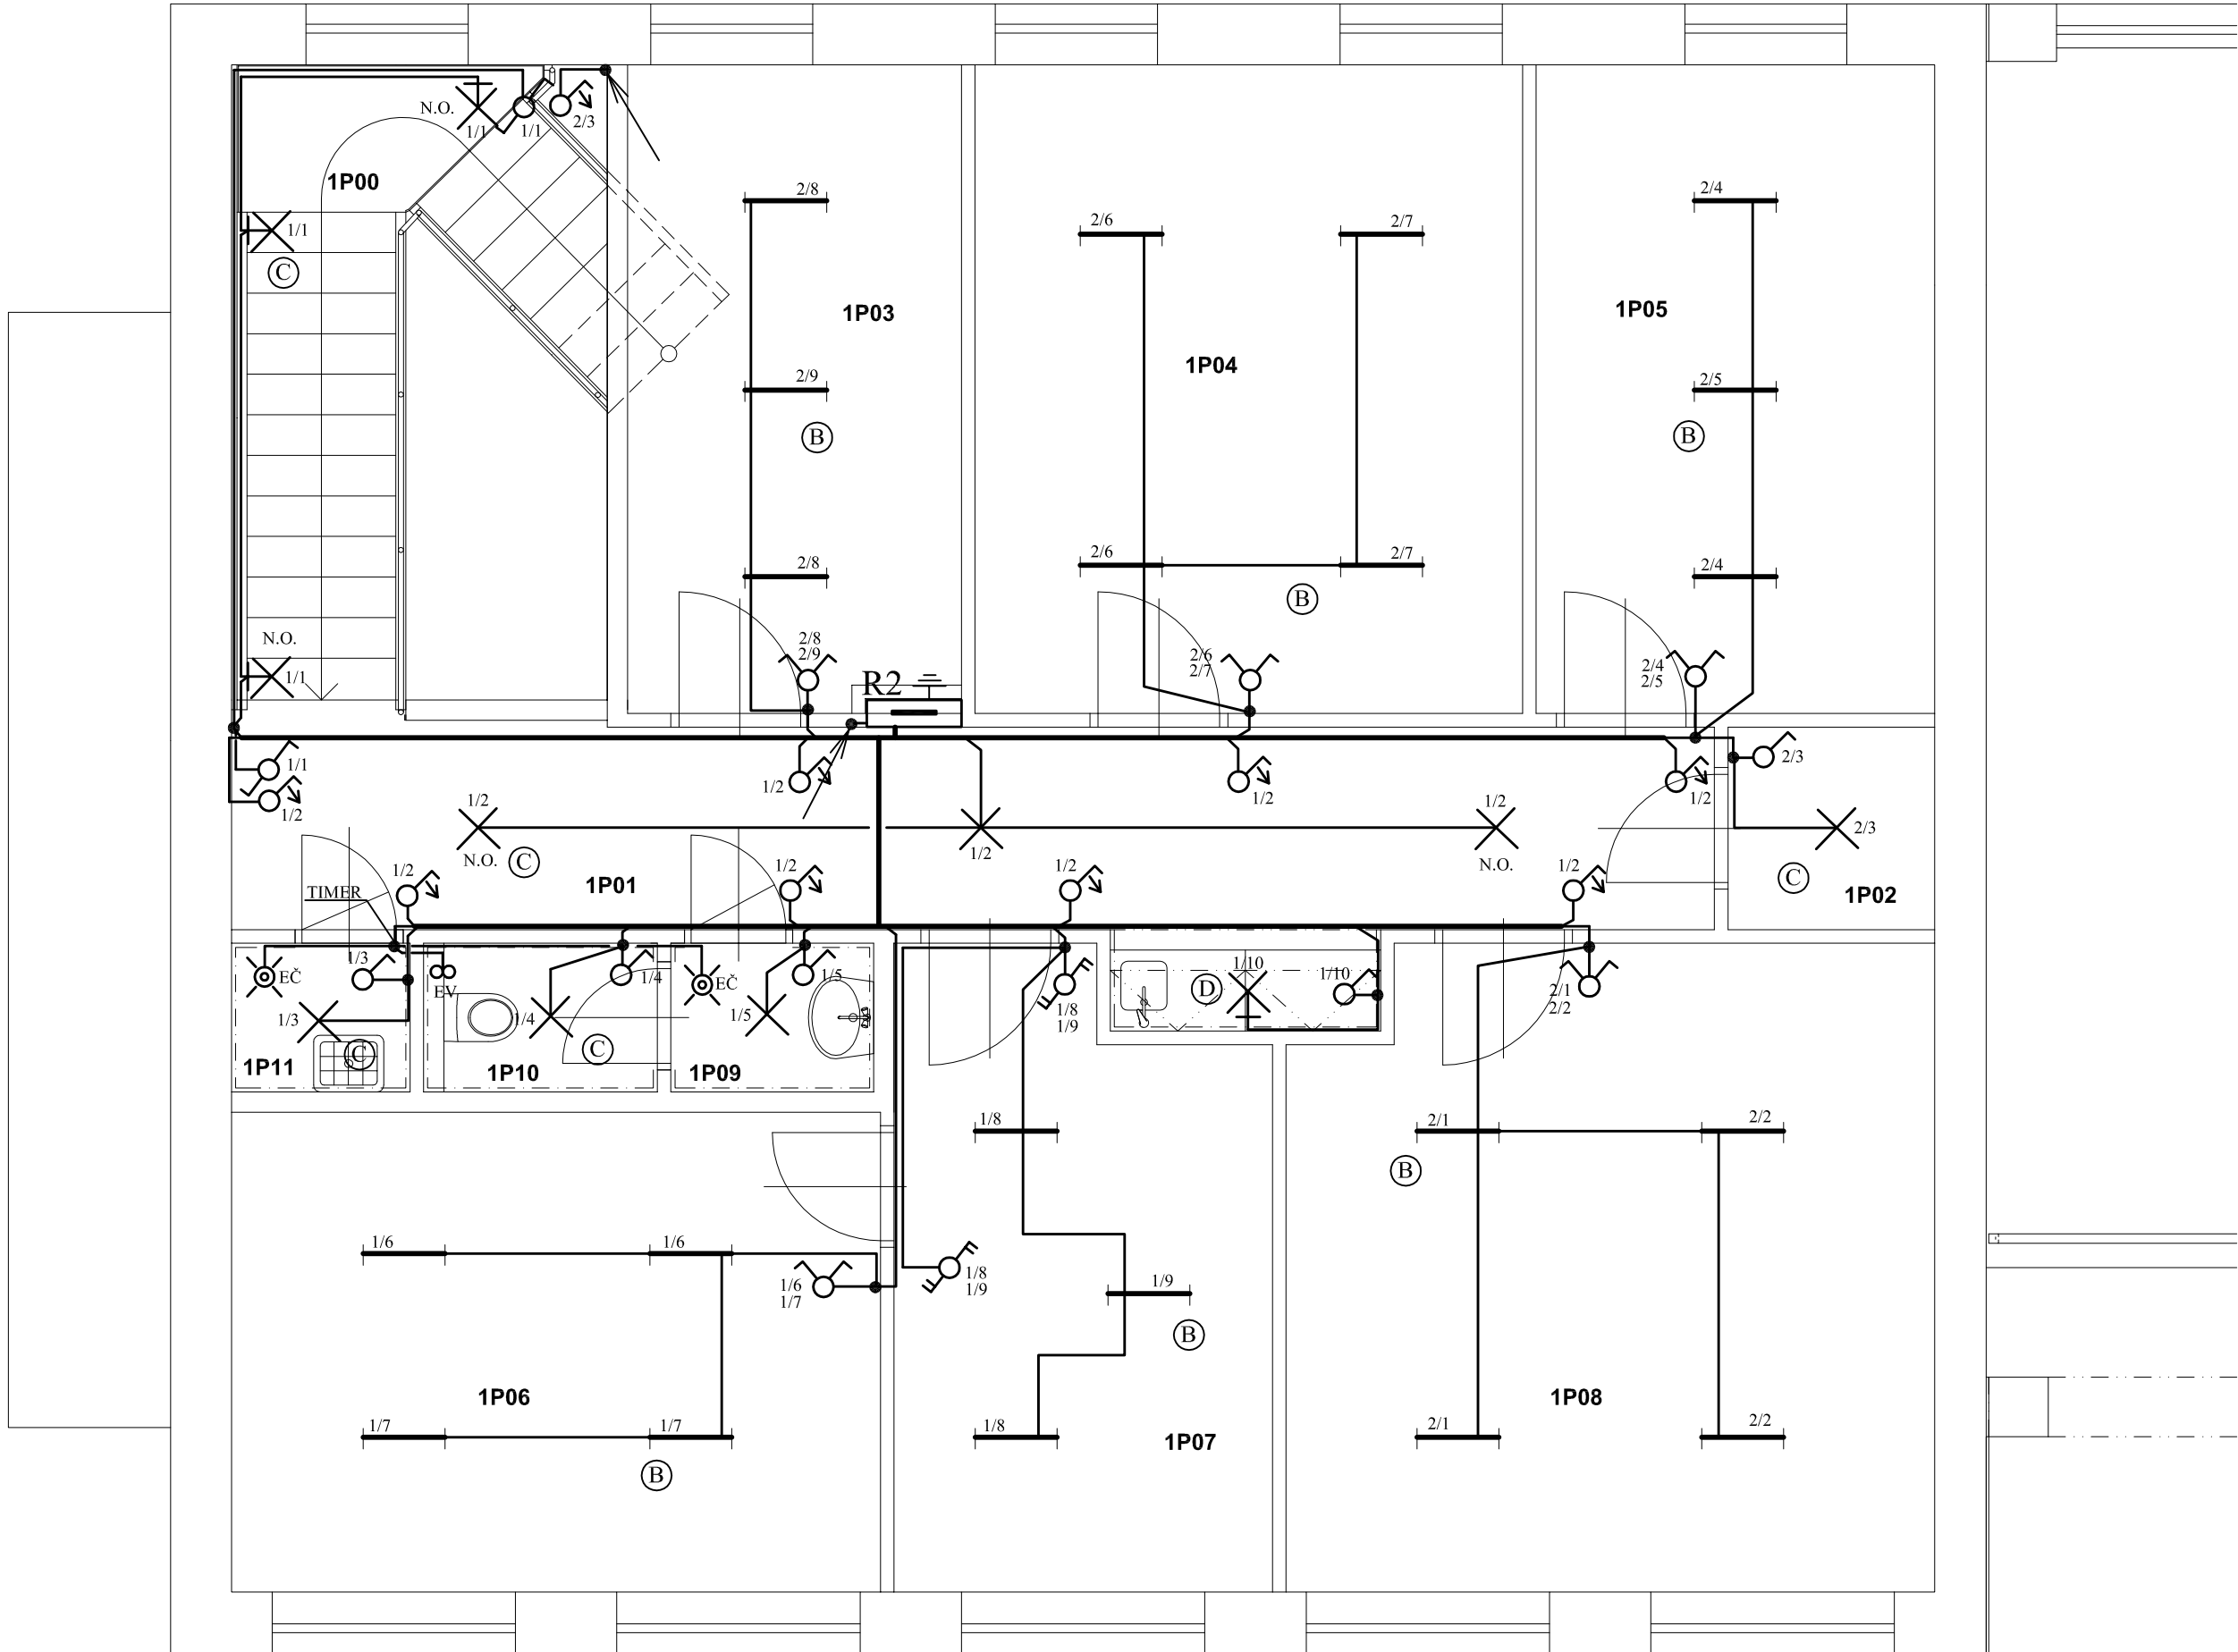 N.O.
1/1
1/1
2/3
1P00
1/1
C
N.O.
1/1
2/8
2/9
2/8
1P03
B
2/8
2/9
R2
2/6
2/7
1P04
2/6
2/7
B
2/6
2/7
2/4
1P05
2/5
B
2/4
2/4
2/5
1/1
1/2
1/2
1/2
1/2
2/3
1/2
N.O.
C
1/2
1/2
N.O.
2/3
C
1P02
1P01
1/2
1/2
1/2
1/2
TIMER
1/3
EČ
1/3
C
1P11
EV
1/4
1/4
C
1P10
EČ
1/5
1/5
1P09
1/8
1/9
1/10
D
1/10
2/1
2/2
1/6
1/6
1/6
1/7
1P06
1/7
1/7
B
1/8
1/8
1/9
1/9
B
1/8
1P07
2/1
2/2
B
1P08
2/1
2/2